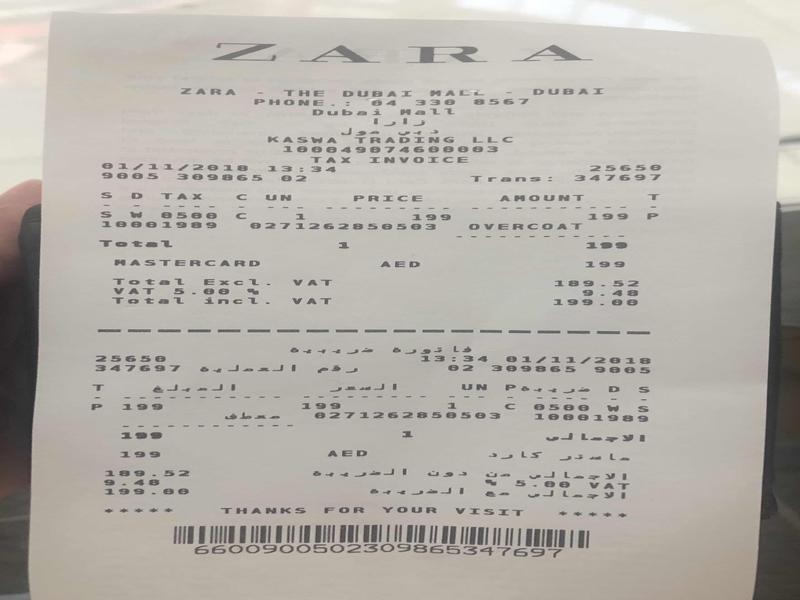 ZARA
ZARA - THE DUBAI MALL - DUBAI
PHONE.: 04 330 8567
Dubai Mall
زارا
دبي مول
KASWA TRADING LLC
100049074600003
TAX INVOICE
01/11/2018 13:34 25650
9005 309865 02 Trans: 347697
S D TAX C UN PRICE AMOUNT T
S W 0500 C 1 199 199 P
10001989 0271262850503 OVERCOAT
Total 1 199
MASTERCARD AED 199
Total Excl. VAT 189.52
VAT 5.00 % 9.48
Total incl. VAT 199.00
فاتورة ضريبية
25650 13:34 01/11/2018
347697 رقم العملية 02 309865 9005
T المبلغ السعر UN ضريبةP D S
P 199 199 1 C 0500 W S
معطف 0271262850503 10001989
199 1 الاجمالي
199 AED ماستر كارد
189.52 الاجمالي من دون الضريبة
9.48 % 5.00 VAT
199.00 الاجمالي مع الضريبة
***** THANKS FOR YOUR VISIT *****
6600900502309865347697